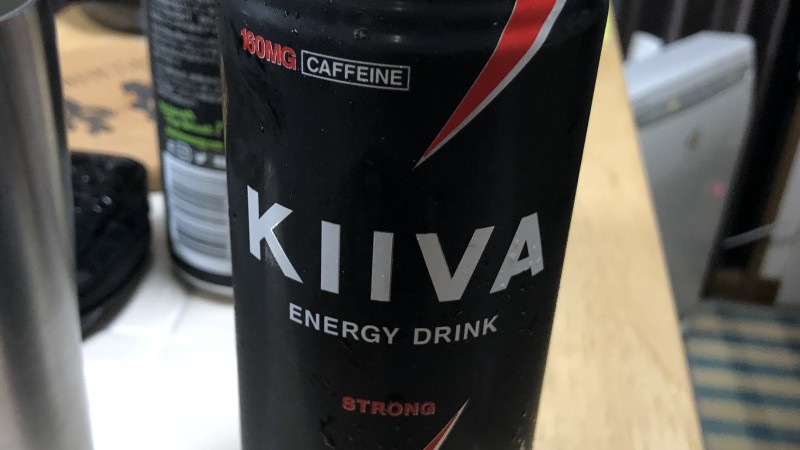 160MG CAFFEINE
KIIVA
ENERGY DRINK
STRONG